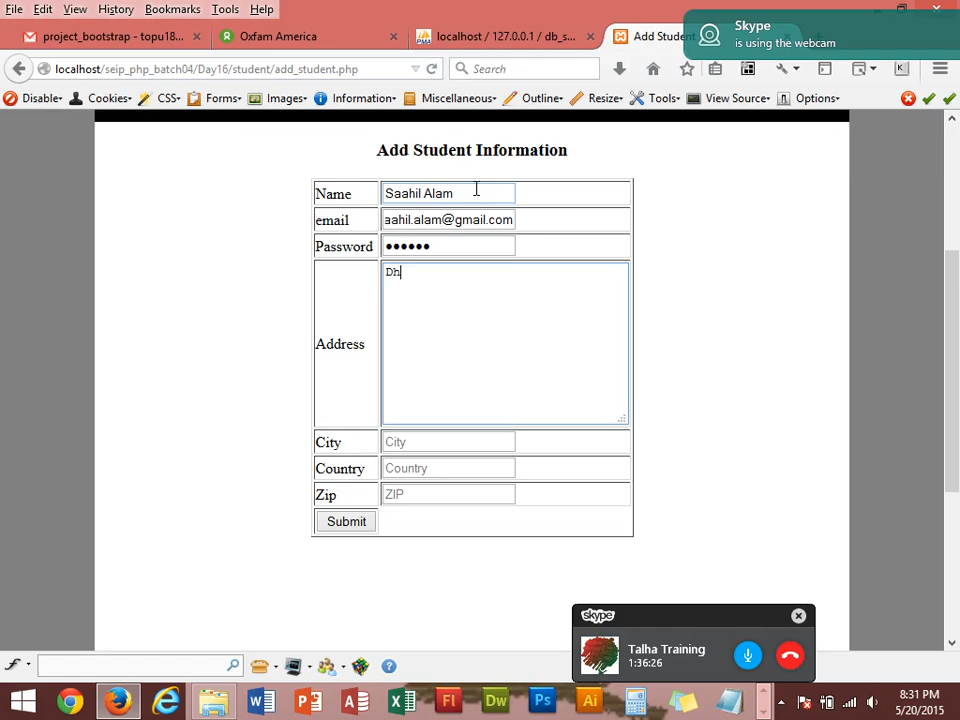 File Edit View History Bookmarks Tools Help
project_bootstrap - topu18... × Oxfam America × localhost / 127.0.0.1 / db_s... × Add Student
Skype
is using the webcam
localhost/seip_php_batch04/Day16/student/add_student.php Search
Disable Cookies CSS Forms Images Information Miscellaneous Outline Resize Tools View Source Options
Add Student Information
Name Saahil Alam
email aahil.alam@gmail.com
Password ••••••
Address Dh
City City
Country Country
Zip ZIP
Submit
skype
Talha Training
1:36:26
8:31 PM
5/20/2015